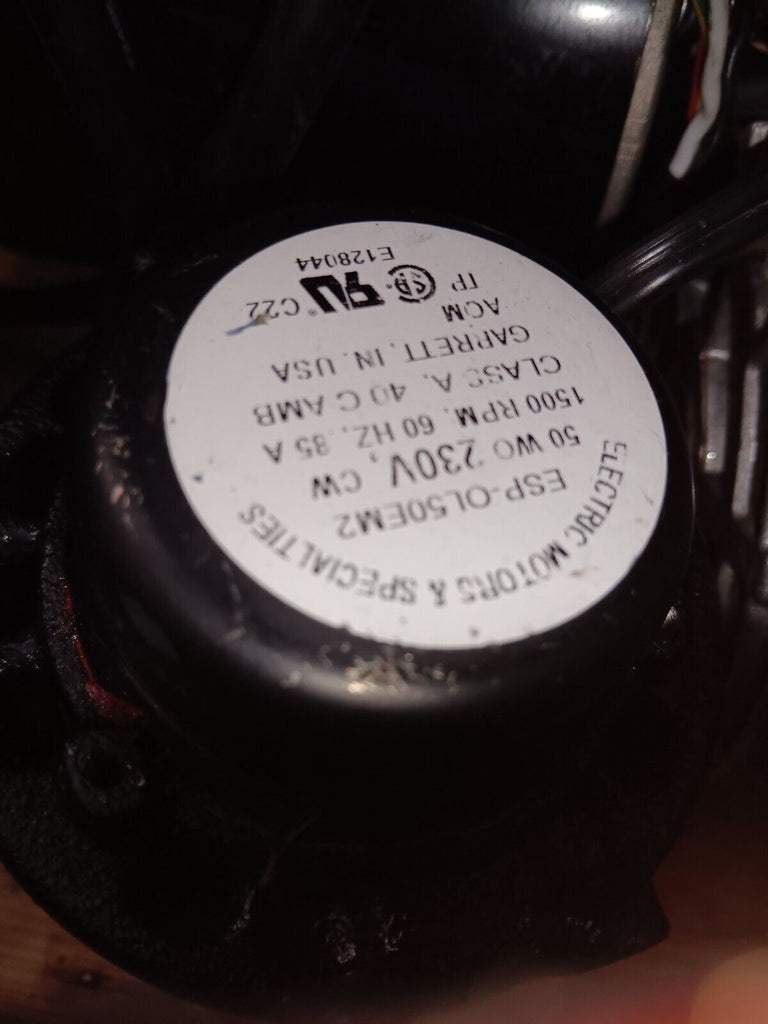 ELECTRIC MOTORS & SPECIALTIES
ESP-OL50EM2
50 WO 230V, CW
1500 RPM, 60 HZ, .85 A
CLASS A, 40 C AMB
GARRETT, IN. USA
AOM
TP
C22
E128044